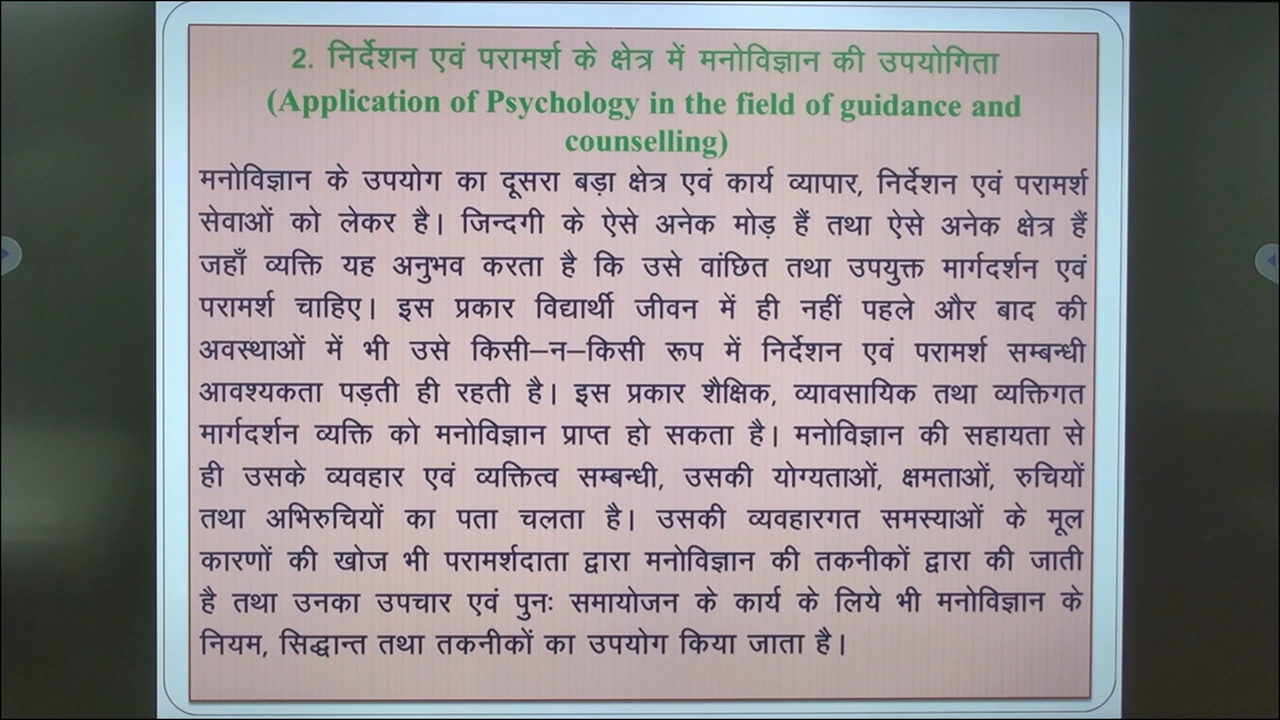 2. निर्देशन एवं परामर्श के क्षेत्र में मनोविज्ञान की उपयोगिता
(Application of Psychology in the field of guidance and
counselling)
मनोविज्ञान के उपयोग का दूसरा बड़ा क्षेत्र एवं कार्य व्यापार, निर्देशन एवं परामर्श
सेवाओं को लेकर है। जिन्दगी के ऐसे अनेक मोड़ हैं तथा ऐसे अनेक क्षेत्र हैं
जहाँ व्यक्ति यह अनुभव करता है कि उसे वांछित तथा उपयुक्त मार्गदर्शन एवं
परामर्श चाहिए। इस प्रकार विद्यार्थी जीवन में ही नहीं पहले और बाद की
अवस्थाओं में भी उसे किसी–न–किसी रूप में निर्देशन एवं परामर्श सम्बन्धी
आवश्यकता पड़ती ही रहती है। इस प्रकार शैक्षिक, व्यावसायिक तथा व्यक्तिगत
मार्गदर्शन व्यक्ति को मनोविज्ञान प्राप्त हो सकता है। मनोविज्ञान की सहायता से
ही उसके व्यवहार एवं व्यक्तित्व सम्बन्धी, उसकी योग्यताओं, क्षमताओं, रुचियों
तथा अभिरुचियों का पता चलता है। उसकी व्यवहारगत समस्याओं के मूल
कारणों की खोज भी परामर्शदाता द्वारा मनोविज्ञान की तकनीकों द्वारा की जाती
है तथा उनका उपचार एवं पुनः समायोजन के कार्य के लिये भी मनोविज्ञान के
नियम, सिद्धान्त तथा तकनीकों का उपयोग किया जाता है।